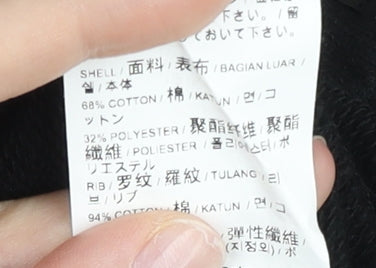 下さい。/ 留
ておいて下さい。
SHELL / 面料 / 表布 / BAGIAN LUAR /
쉘 / 本体
68% COTTON / 棉 / KATUN / 면 / コ
ットン
32% POLYESTER / 聚酯纤维 / 聚酯
纖維 / POLIESTER / 폴리에스터 / ポ
リエステル
RIB / 罗纹 / 羅紋 / TULANG / 리
브 / リブ
94% COTTON / 棉 / KATUN / 면 / コ
彈性纖維 /
(지정외) / ポ